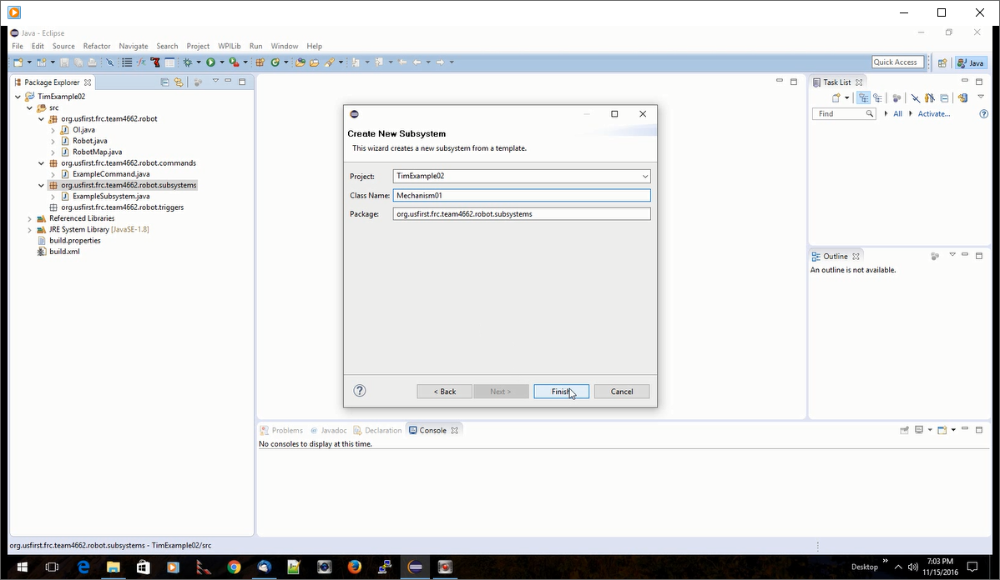 Java - Eclipse
File Edit Source Refactor Navigate Search Project WPILib Run Window Help
Quick Access
Java
Package Explorer
TimExample02
src
org.usfirst.frc.team4662.robot
OI.java
Robot.java
RobotMap.java
org.usfirst.frc.team4662.robot.commands
ExampleCommand.java
org.usfirst.frc.team4662.robot.subsystems
ExampleSubsystem.java
org.usfirst.frc.team4662.robot.triggers
Referenced Libraries
JRE System Library [JavaSE-1.8]
build.properties
build.xml
Create New Subsystem
This wizard creates a new subsystem from a template.
Project: TimExample02
Class Name: Mechanism01
Package: org.usfirst.frc.team4662.robot.subsystems
? < Back Next > Finish Cancel
Task List
Find All Activate... ?
Outline
An outline is not available.
Problems @ Javadoc Declaration Console
No consoles to display at this time.
org.usfirst.frc.team4662.robot.subsystems - TimExample02/src
Desktop
7:03 PM
11/15/2016